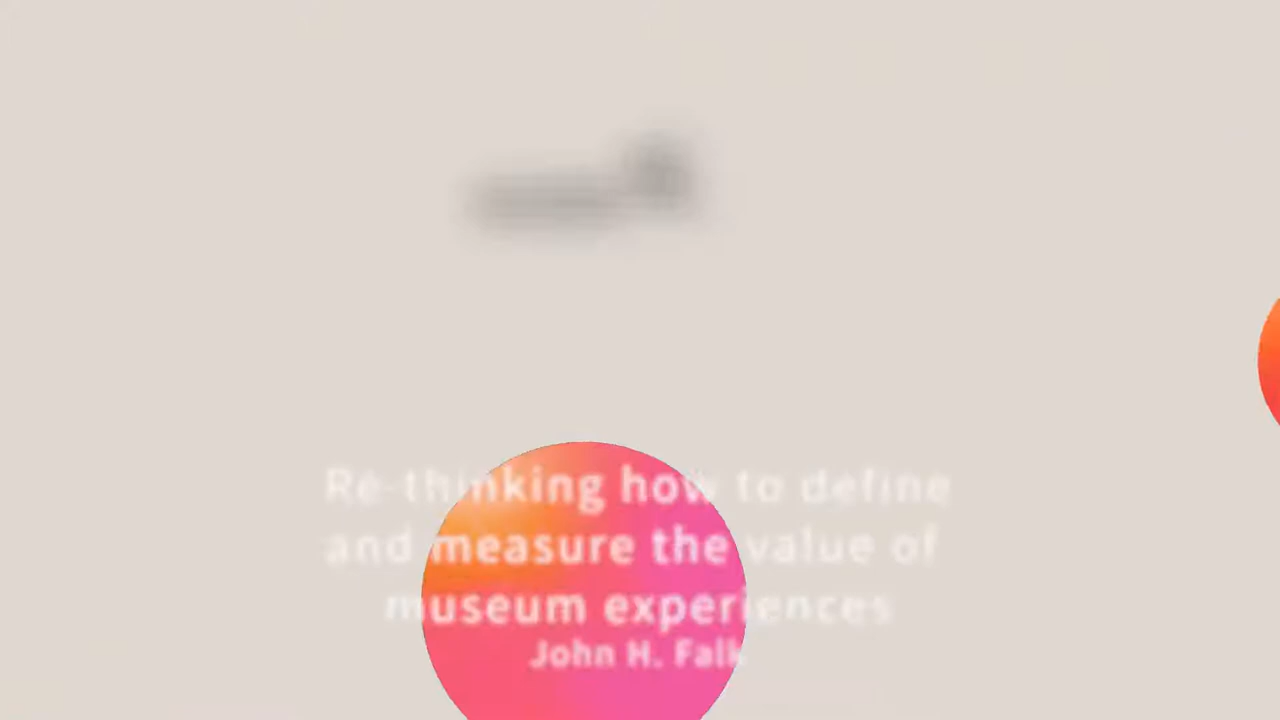 Re-thinking how to define
and measure the value of
museum experiences
John H. Falk